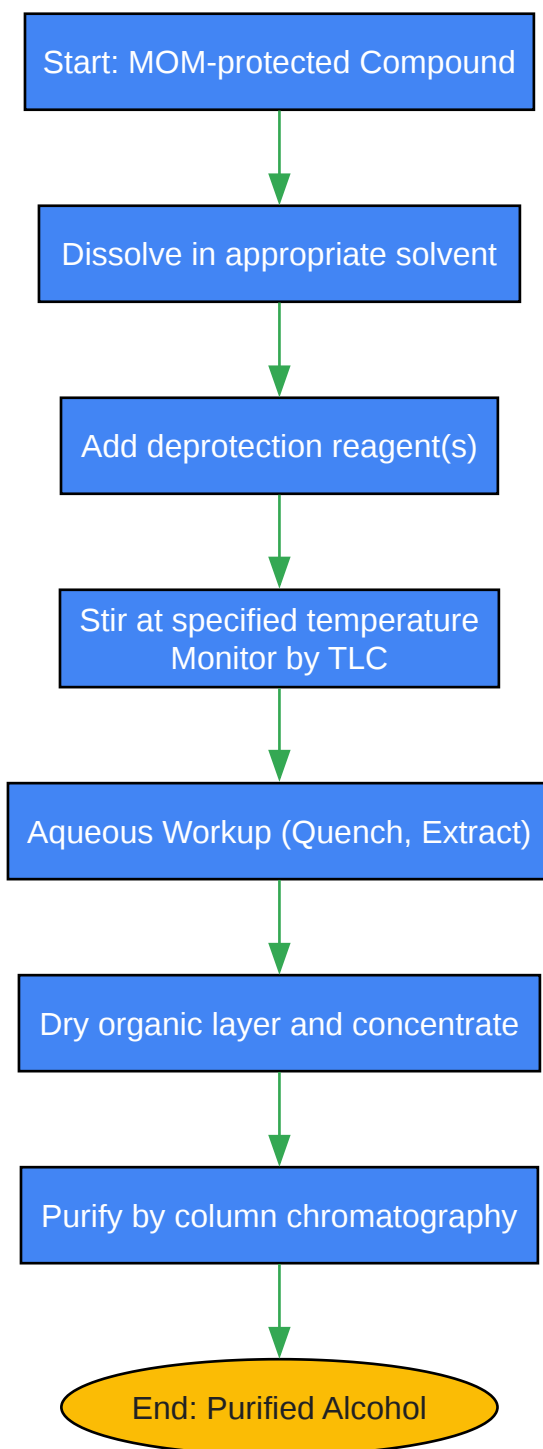 Start: MOM-protected Compound
Dissolve in appropriate solvent
Add deprotection reagent(s)
Stir at specified temperature
Monitor by TLC
Aqueous Workup (Quench, Extract)
Dry organic layer and concentrate
Purify by column chromatography
End: Purified Alcohol